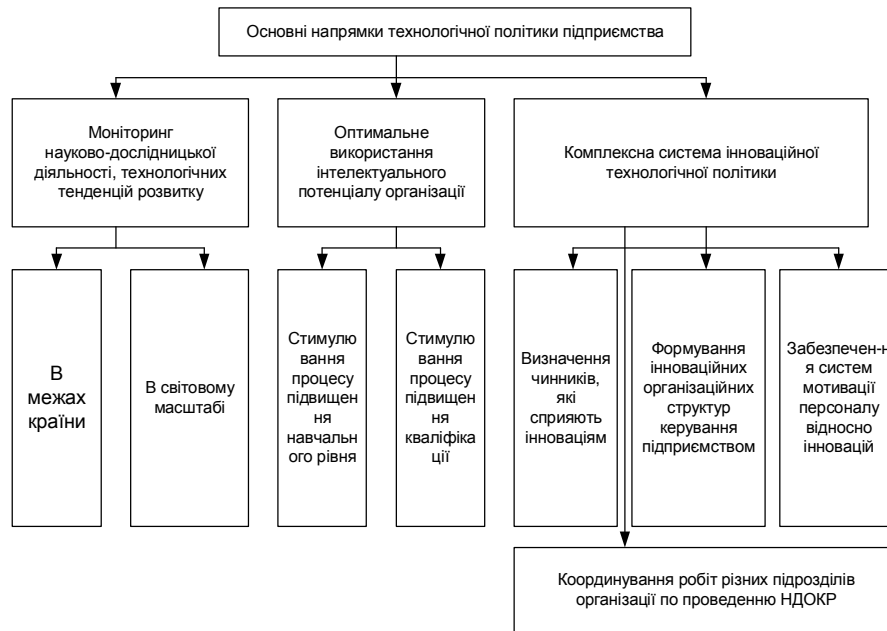 Основні напрямки технологічної політики підприємства
Моніторинг
науково-дослідницької
діяльності, технологічних
тенденцій розвитку
Оптимальне
використання
інтелектуального
потенціалу організації
Комплексна система інноваційної
технологічної політики
В
межах
країни
В світовому
масштабі
Стимулю
вання
процесу
підвищен
ня
навчальн
ого рівня
Стимулю
вання
процесу
підвищен
ня
кваліфіка
ції
Визначення
чинників,
які
сприяють
інноваціям
Формування
інноваційних
організаційних
структур
керування
підприємством
Забезпечен-н
я систем
мотивації
персоналу
відносно
інновацій
Координування робіт різних підрозділів
організації по проведенню НДОКР